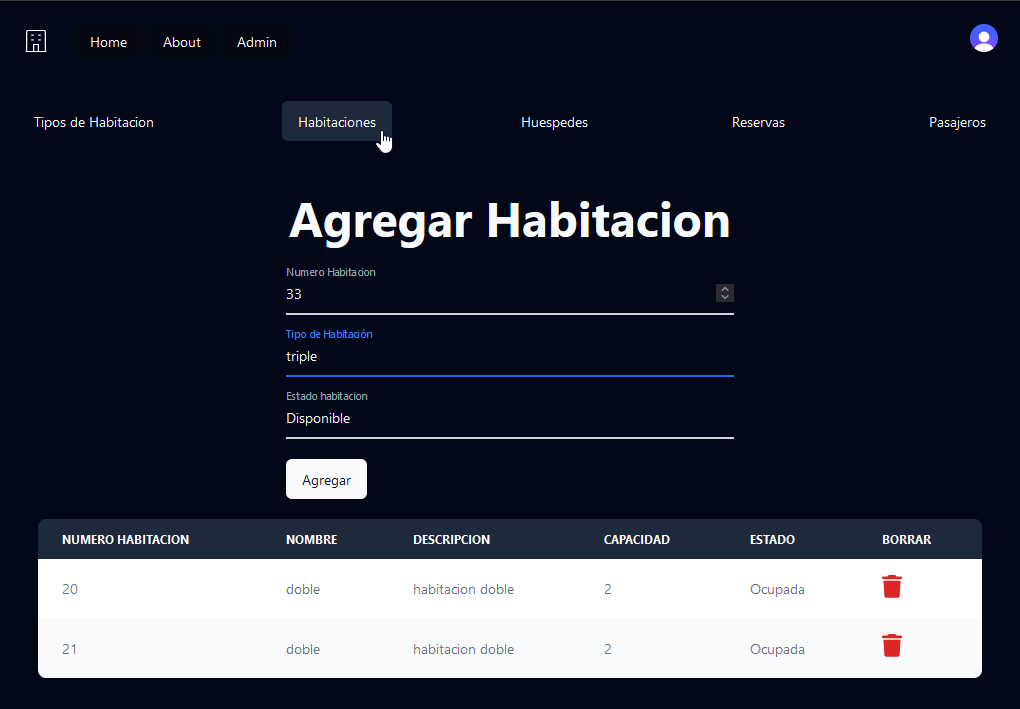 Home About Admin
Tipos de Habitacion Habitaciones Huespedes Reservas Pasajeros
Agregar Habitacion
Numero Habitacion
33
Tipo de Habitación
triple
Estado habitacion
Disponible
Agregar
NUMERO HABITACION NOMBRE DESCRIPCION CAPACIDAD ESTADO BORRAR
20 doble habitacion doble 2 Ocupada
21 doble habitacion doble 2 Ocupada